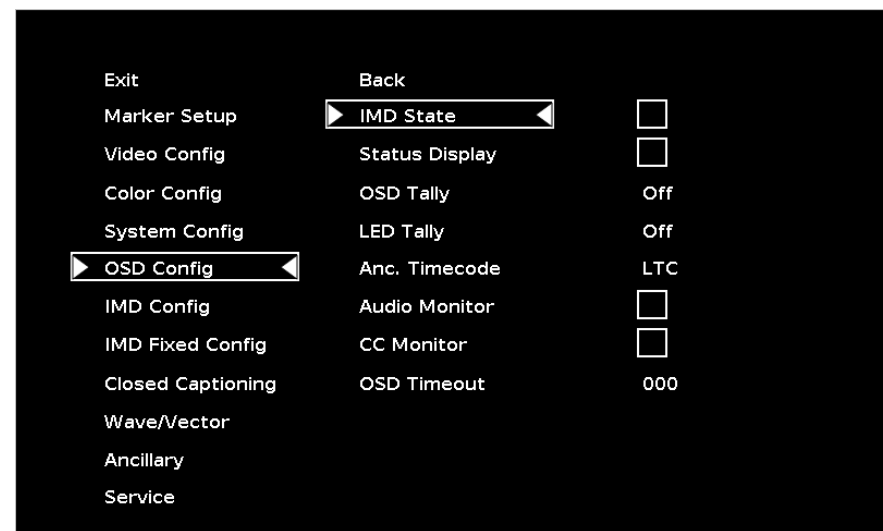 Exit Back
Marker Setup IMD State
Video Config Status Display
Color Config OSD Tally Off
System Config LED Tally Off
OSD Config Anc. Timecode LTC
IMD Config Audio Monitor
IMD Fixed Config CC Monitor
Closed Captioning OSD Timeout 000
Wave/Vector
Ancillary
Service